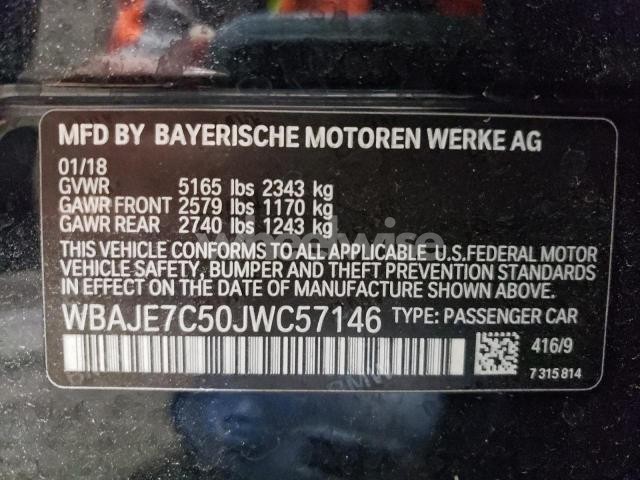 MFD BY BAYERISCHE MOTOREN WERKE AG
01/18
GVWR 5165 lbs 2343 kg
GAWR FRONT 2579 lbs 1170 kg
GAWR REAR 2740 lbs 1243 kg
THIS VEHICLE CONFORMS TO ALL APPLICABLE U.S.FEDERAL MOTOR
VEHICLE SAFETY, BUMPER AND THEFT PREVENTION STANDARDS
IN EFFECT ON THE DATE OF MANUFACTURE SHOWN ABOVE.
WBAJE7C50JWC57146 TYPE: PASSENGER CAR
416/9
7 315 814